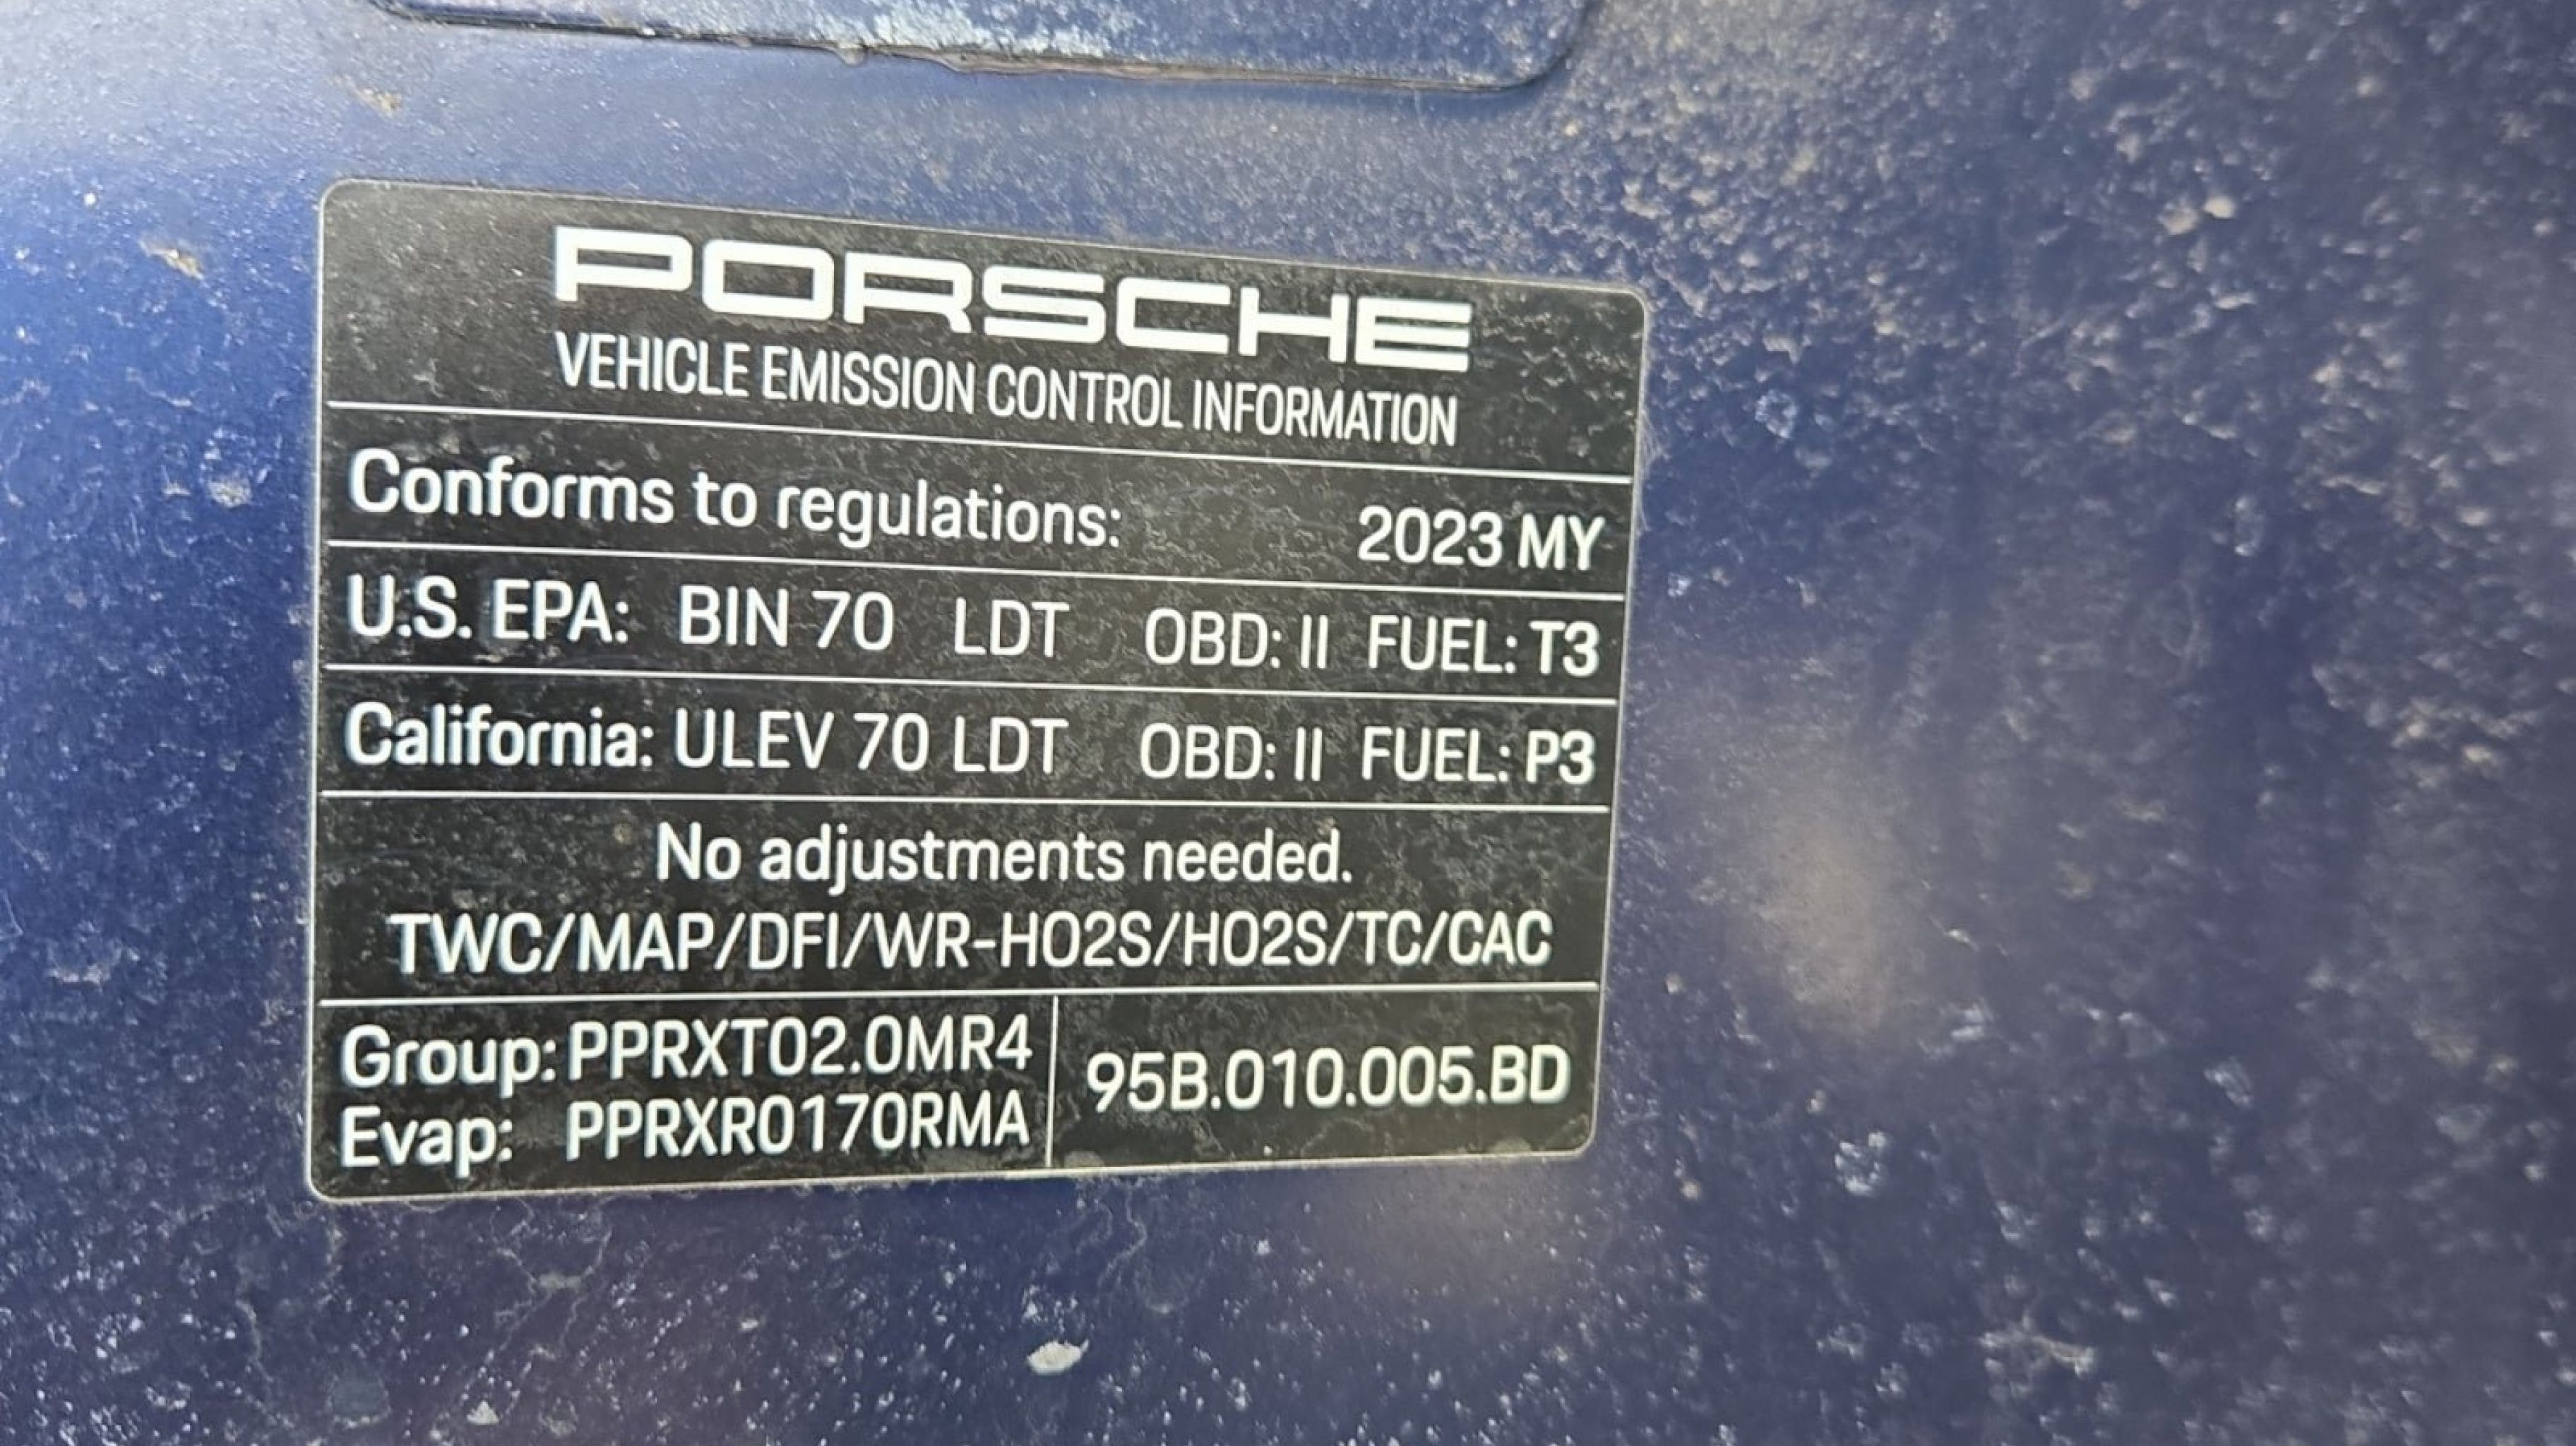 PORSCHE
VEHICLE EMISSION CONTROL INFORMATION
Conforms to regulations: 2023 MY
U.S. EPA: BIN 70 LDT OBD: II FUEL: T3
California: ULEV 70 LDT OBD: II FUEL: P3
No adjustments needed.
TWC/MAP/DFI/WR-HO2S/HO2S/TC/CAC
Group: PPRXT02.0MR4
Evap: PPRXR0170RMA
95B.010.005.BD